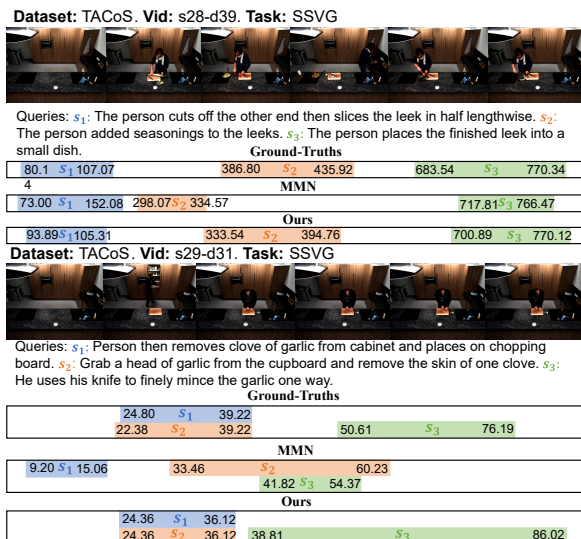 Dataset: TACoS. Vid: s28-d39. Task: SSVG
Queries: s₁: The person cuts off the other end then slices the leek in half lengthwise. s₂:
The person added seasonings to the leeks. s₃: The person places the finished leek into a
small dish.
Ground-Truths
80.1 s₁ 107.07 386.80 s₂ 435.92 683.54 s₃ 770.34
4
MMN
73.00 s₁ 152.08 298.07 s₂ 334.57 717.81 s₃ 766.47
Ours
93.89 s₁ 105.31 333.54 s₂ 394.76 700.89 s₃ 770.12
Dataset: TACoS. Vid: s29-d31. Task: SSVG
Queries: s₁: Person then removes clove of garlic from cabinet and places on chopping
board. s₂: Grab a head of garlic from the cupboard and remove the skin of one clove. s₃:
He uses his knife to finely mince the garlic one way.
Ground-Truths
24.80 s₁ 39.22
22.38 s₂ 39.22 50.61 s₃ 76.19
MMN
9.20 s₁ 15.06 33.46 s₂ 60.23
41.82 s₃ 54.37
Ours
24.36 s₁ 36.12
24.36 s₂ 36.12 38.81 s₃ 86.02